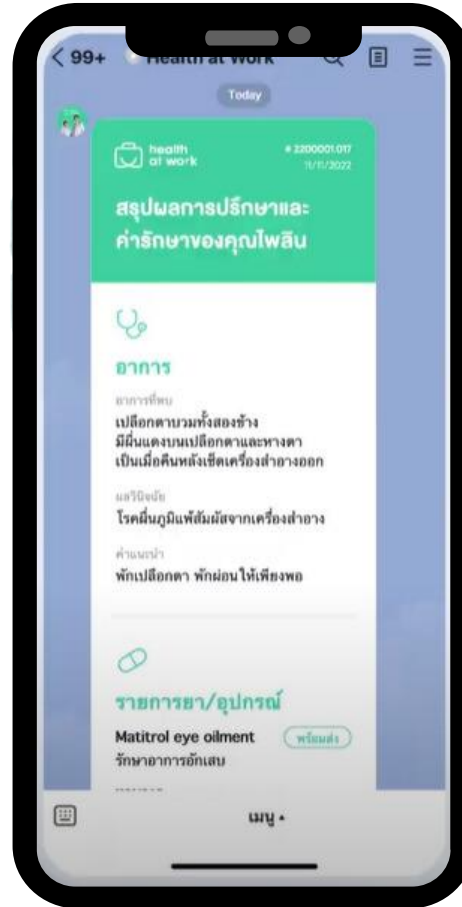 99+
Health at Work
Today
health
at work
# 2200001.017
11/11/2022
สรุปผลการปรึกษาและ
ค่ารักษาของคุณไพลิน
อาการ
อาการที่พบ
เปลือกตาบวมทั้งสองข้าง
มีผื่นแดงบนเปลือกตาและหางตา
เป็นเมื่อคืนหลังเช็ดเครื่องสำอางออก
ผลวินิจฉัย
โรคผื่นภูมิแพ้สัมผัสจากเครื่องสำอาง
คำแนะนำ
พักเปลือกตา พักผ่อนให้เพียงพอ
รายการยา/อุปกรณ์
Matitrol eye oilment
พร้อมส่ง
รักษาอาการอักเสบ
เมนู